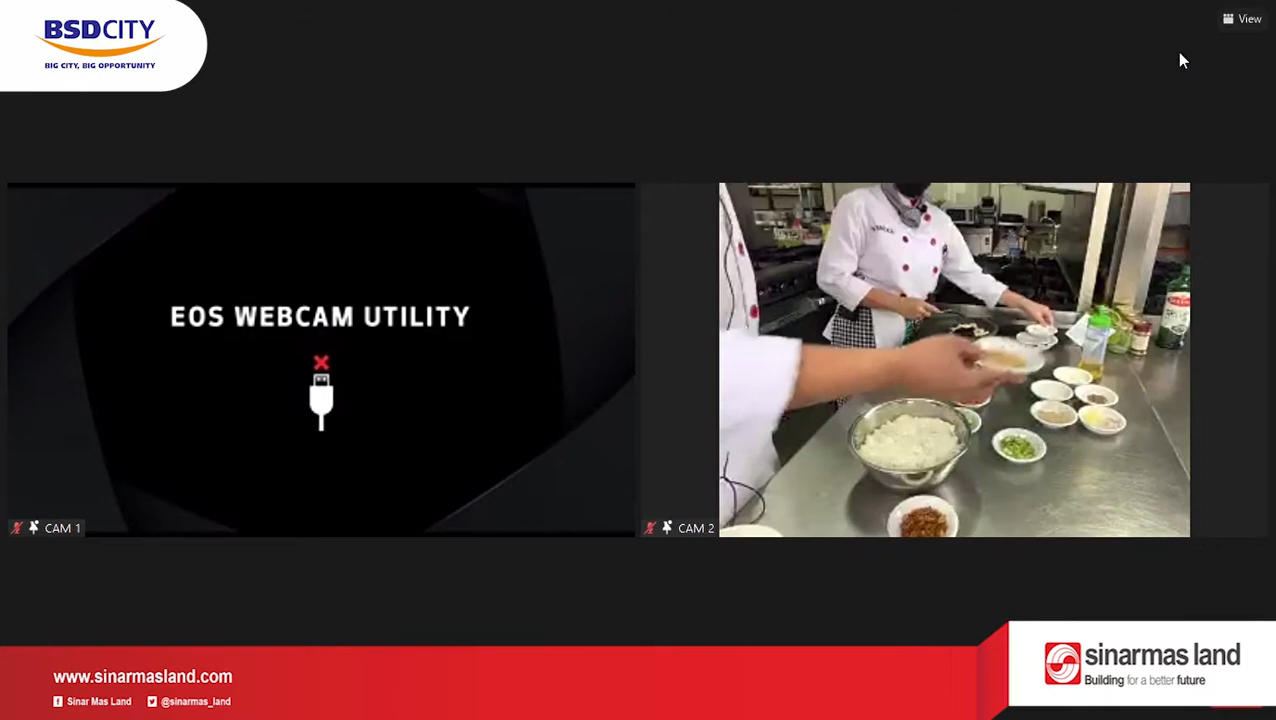 BSDCITY
BIG CITY, BIG OPPORTUNITY
View
EOS WEBCAM UTILITY
CAM 1
CAM 2
www.sinarmasland.com
Sinar Mas Land
@sinarmas_land
sinarmas land
Building for a better future